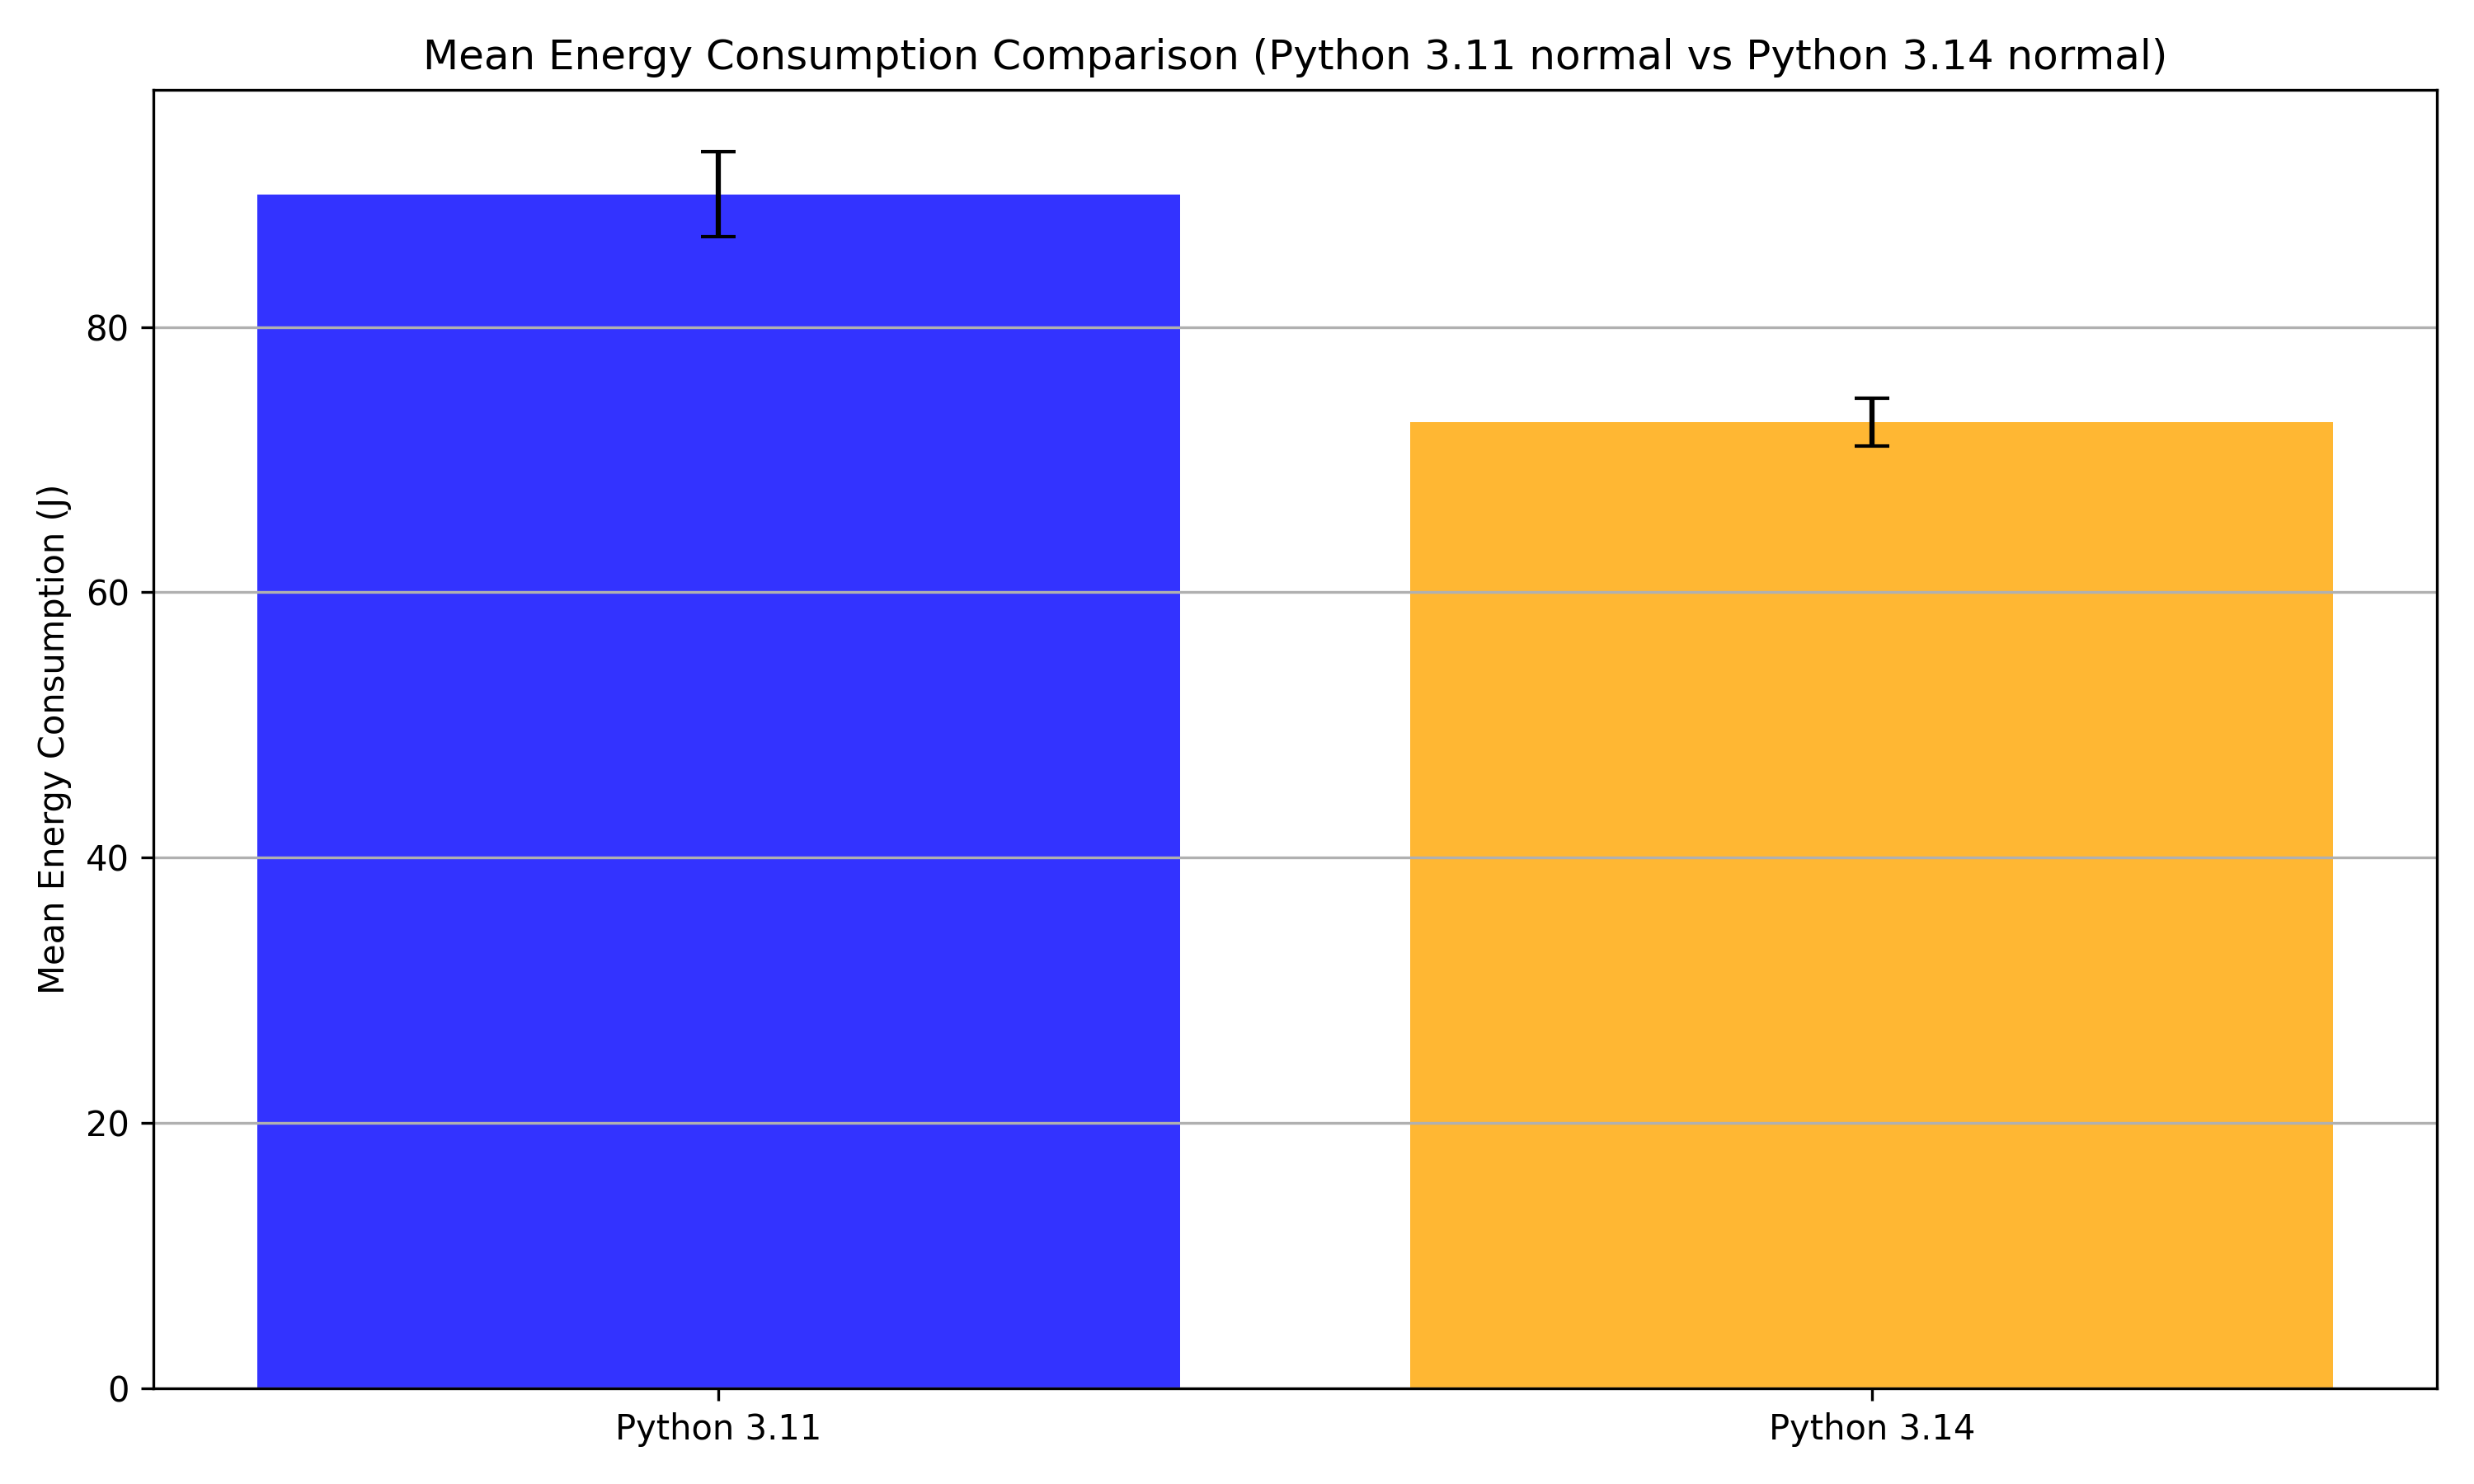 Mean Energy Consumption Comparison (Python 3.11 normal vs Python 3.14 normal)
Mean Energy Consumption (J)
80
60
40
20
0
Python 3.11
Python 3.14